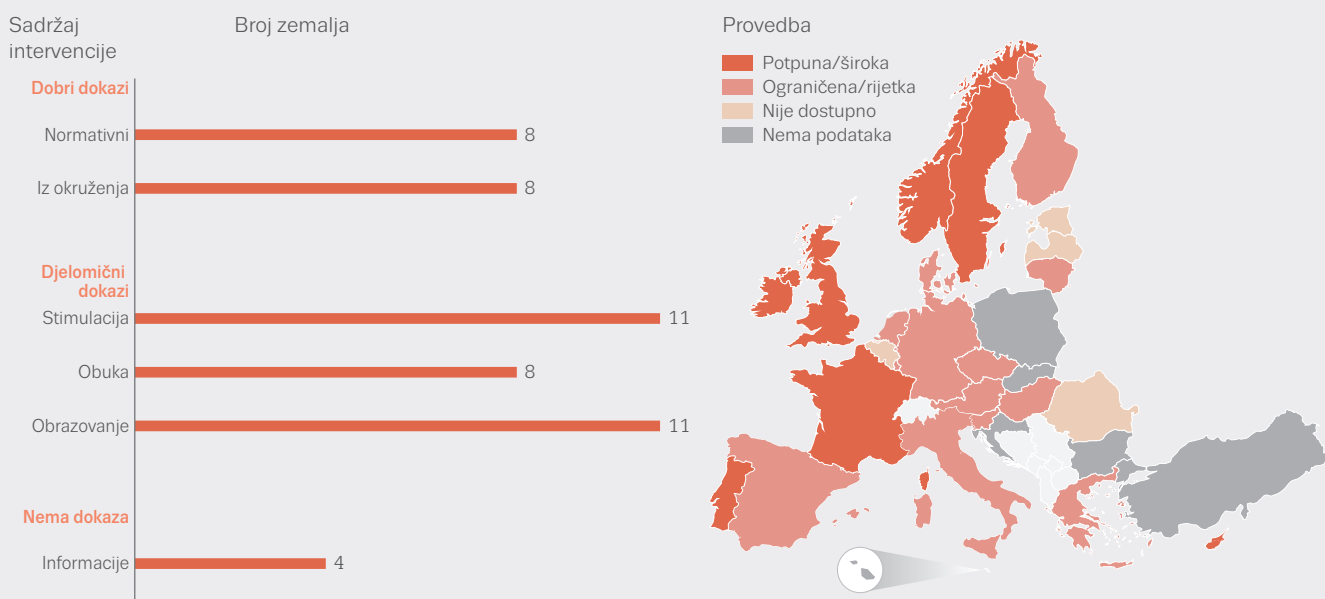 Sadržaj
intervencije
Broj zemalja
Dobri dokazi
Normativni 8
Iz okruženja 8
Djelomični
dokazi
Stimulacija 11
Obuka 8
Obrazovanje 11
Nema dokaza
Informacije 4
Provedba
Potpuna/široka
Ograničena/rijetka
Nije dostupno
Nema podataka